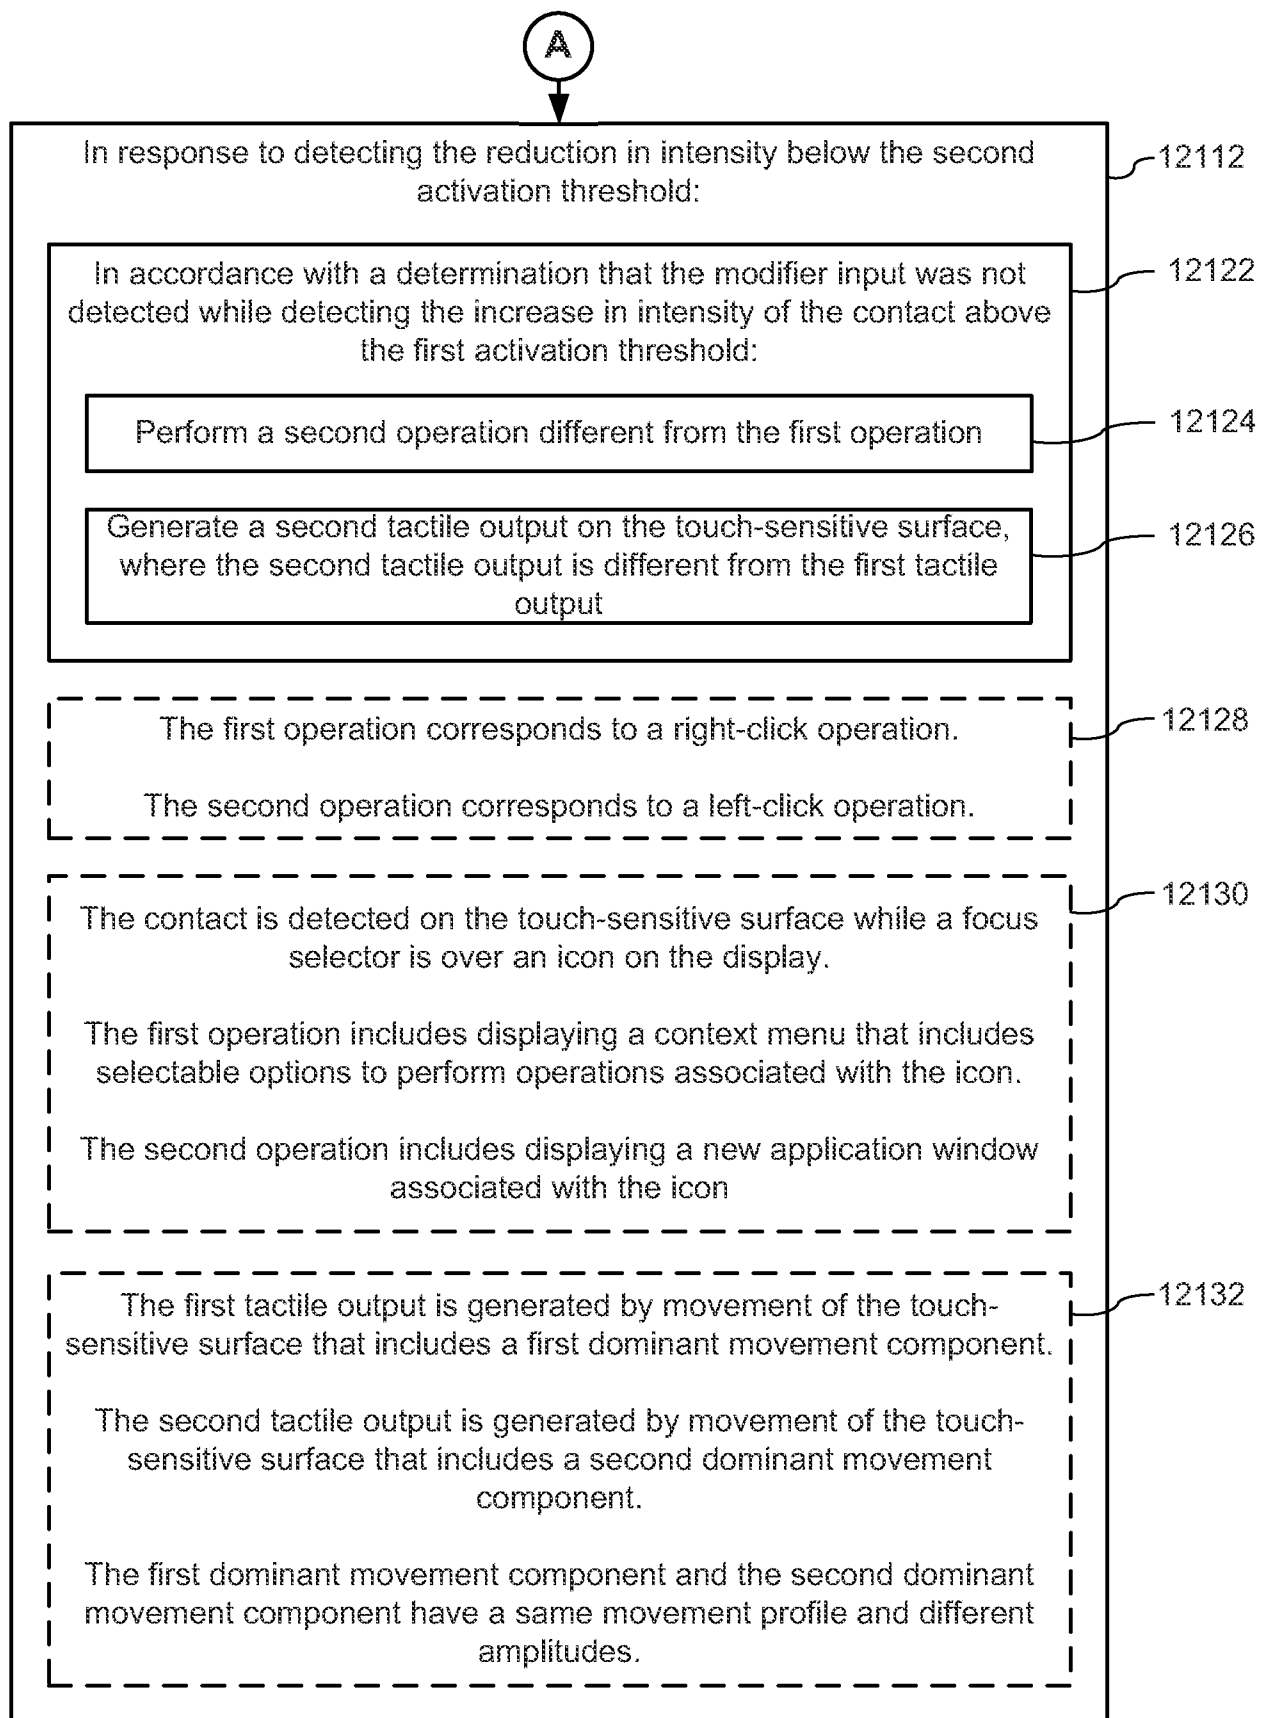 A
In response to detecting the reduction in intensity below the second
activation threshold:
12112
In accordance with a determination that the modifier input was not
detected while detecting the increase in intensity of the contact above
the first activation threshold:
12122
Perform a second operation different from the first operation
12124
Generate a second tactile output on the touch-sensitive surface,
where the second tactile output is different from the first tactile
output
12126
The first operation corresponds to a right-click operation.
The second operation corresponds to a left-click operation.
12128
The contact is detected on the touch-sensitive surface while a focus
selector is over an icon on the display.
The first operation includes displaying a context menu that includes
selectable options to perform operations associated with the icon.
The second operation includes displaying a new application window
associated with the icon
12130
The first tactile output is generated by movement of the touch-
sensitive surface that includes a first dominant movement component.
The second tactile output is generated by movement of the touch-
sensitive surface that includes a second dominant movement
component.
The first dominant movement component and the second dominant
movement component have a same movement profile and different
amplitudes.
12132